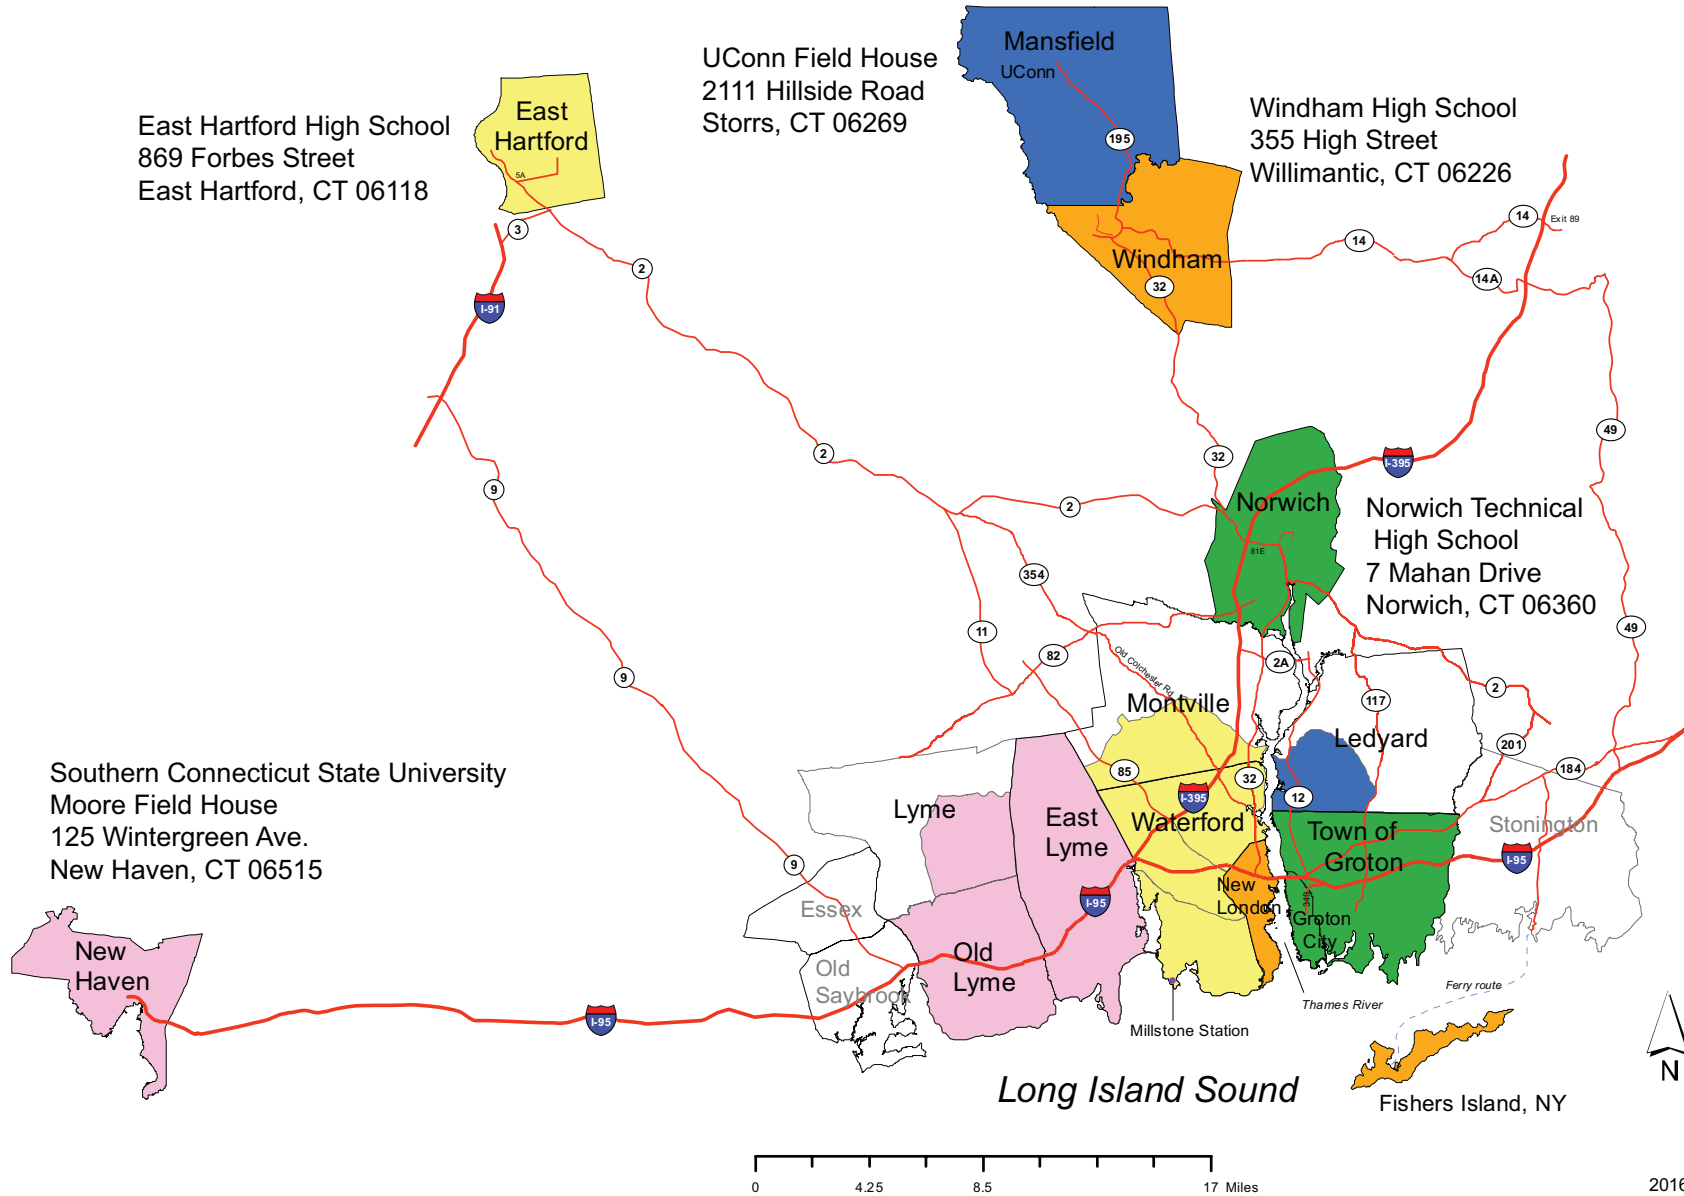 Mansfield
UConn
UConn Field House
2111 Hillside Road
Storrs, CT 06269
East
Hartford
5A
East Hartford High School
869 Forbes Street
East Hartford, CT 06118
Windham High School
355 High Street
Willimantic, CT 06226
195
14
Exit 89
3
14
2
Windham
14A
32
I-91
49
2
32
I-395
9
Norwich
2
Norwich Technical
High School
7 Mahan Drive
Norwich, CT 06360
81E
354
11
49
82
2A
Old Colchester Rd
9
2
Montville
117
Ledyard
201
184
85
32
12
I-395
Southern Connecticut State University
Moore Field House
125 Wintergreen Ave.
New Haven, CT 06515
Lyme
East
Lyme
Waterford
Town of
Groton
Stonington
I-95
9
New
London
349
Groton
City
I-95
Essex
New
Haven
Old
Lyme
Old
Saybrook
Ferry route
Thames River
I-95
Millstone Station
Long Island Sound
Fishers Island, NY
N
0
4.25
8.5
17 Miles
2016